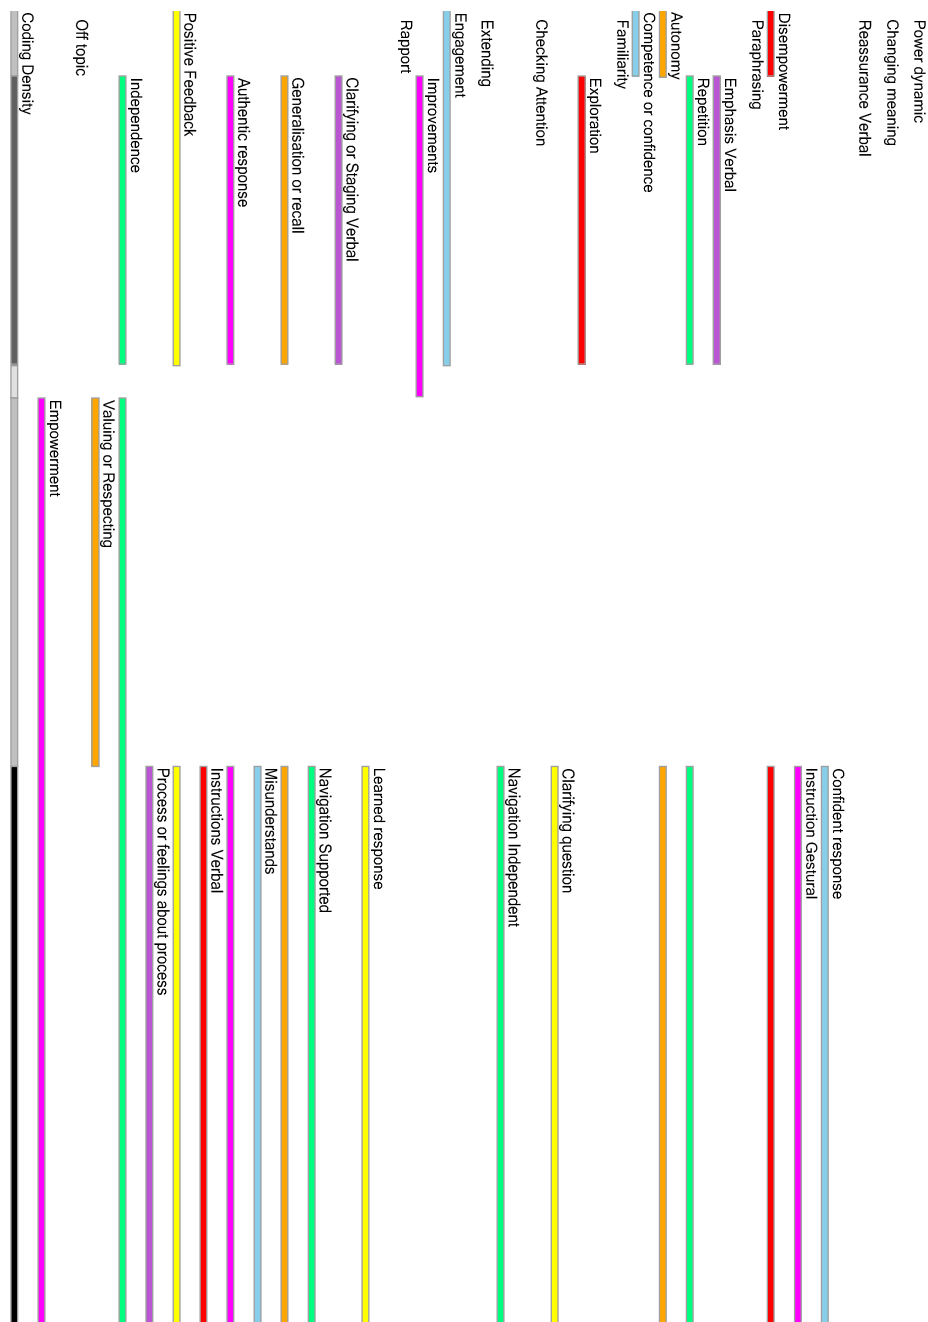 Power dynamic
Changing meaning
Reassurance Verbal
Confident response
Instruction Gestural
Disempowerment
Paraphrasing
Emphasis Verbal
Repetition
Autonomy
Competence or confidence
Familiarity
Exploration
Clarifying question
Checking Attention
Navigation Independent
Extending
Engagement
Improvements
Rapport
Learned response
Clarifying or Staging Verbal
Navigation Supported
Generalisation or recall
Misunderstands
Authentic response
Instructions Verbal
Positive Feedback
Process or feelings about process
Independence
Valuing or Respecting
Off topic
Empowerment
Coding Density